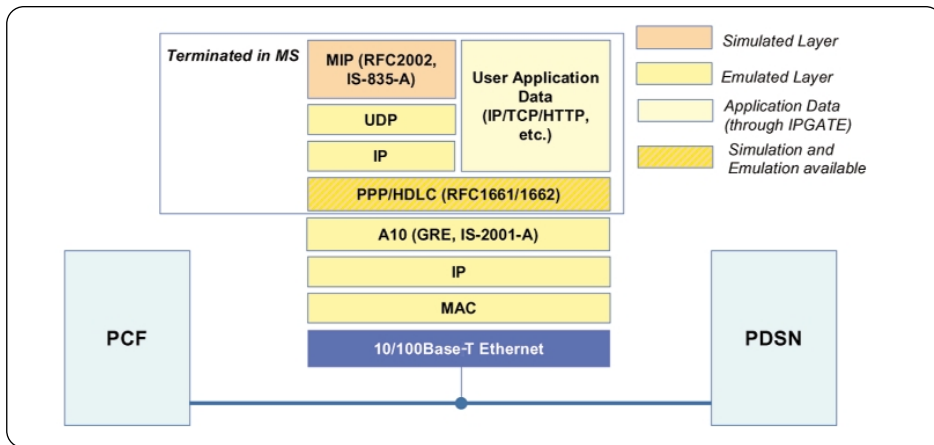 Terminated in MS
MIP (RFC2002,
IS-835-A)
UDP
IP
User Application
Data
(IP/TCP/HTTP,
etc.)
PPP/HDLC (RFC1661/1662)
A10 (GRE, IS-2001-A)
IP
MAC
10/100Base-T Ethernet
PCF
PDSN
Simulated Layer
Emulated Layer
Application Data
(through IPGATE)
Simulation and
Emulation available